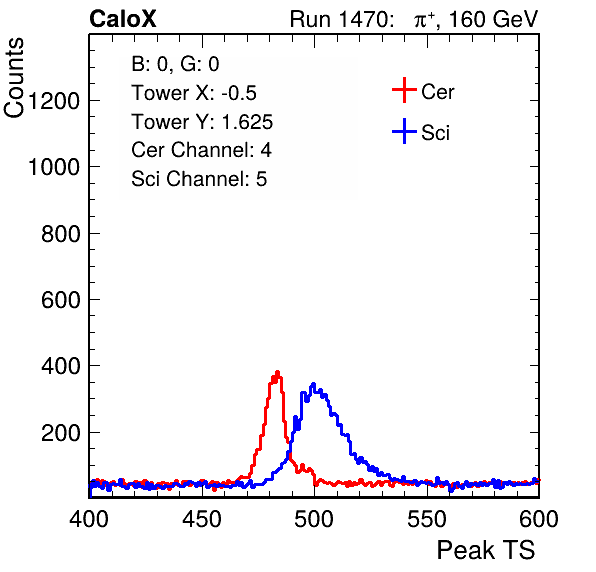 CaloX Run 1470: π⁺, 160 GeV
B: 0, G: 0
Tower X: -0.5
Tower Y: 1.625
Cer Channel: 4
Sci Channel: 5
Cer
Sci
Counts
1200
1000
800
600
400
200
400 450 500 550 600
Peak TS